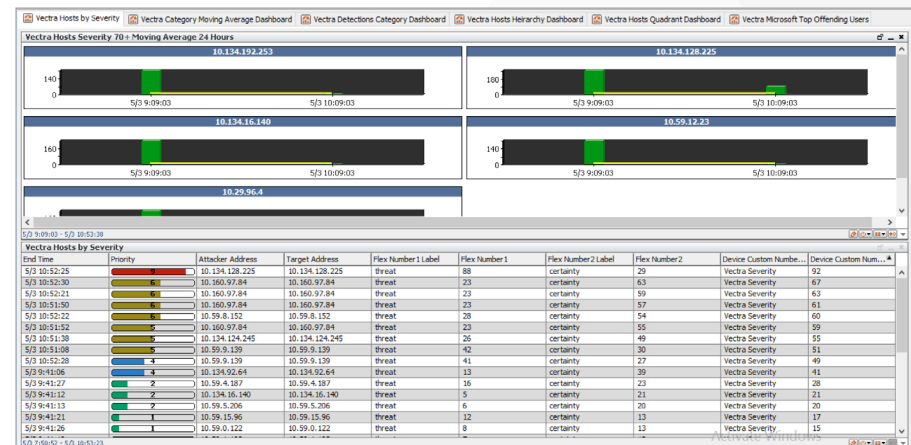 Vectra Hosts by Severity Vectra Category Moving Average Dashboard Vectra Detections Category Dashboard Vectra Hosts Heirarchy Dashboard Vectra Hosts Quadrant Dashboard Vectra Microsoft Top Offending Users
Vectra Hosts Severity 70+ Moving Average 24 Hours
10.134.192.253 10.134.128.225
140 180
0 0
5/3 9:09:03 5/3 10:09:03 5/3 9:09:03 5/3 10:09:03
10.134.16.140 10.59.12.23
160 140
0 0
5/3 9:09:03 5/3 10:09:03 5/3 9:09:03 5/3 10:09:03
10.29.96.4
5/3 9:09:03 - 5/3 10:53:30
Vectra Hosts by Severity
End Time Priority Attacker Address Target Address Flex Number1 Label Flex Number1 Flex Number2 Label Flex Number2 Device Custom Numbe... Device Custom Num...
5/3 10:52:25 9 10.134.128.225 10.134.128.225 threat 88 certainty 29 Vectra Severity 92
5/3 10:52:30 6 10.160.97.84 10.160.97.84 threat 23 certainty 63 Vectra Severity 67
5/3 10:52:21 6 10.160.97.84 10.160.97.84 threat 23 certainty 59 Vectra Severity 63
5/3 10:51:50 6 10.160.97.84 10.160.97.84 threat 23 certainty 57 Vectra Severity 61
5/3 10:52:22 6 10.59.8.152 10.59.8.152 threat 28 certainty 54 Vectra Severity 60
5/3 10:51:52 5 10.160.97.84 10.160.97.84 threat 23 certainty 55 Vectra Severity 59
5/3 10:51:38 5 10.134.124.245 10.134.124.245 threat 26 certainty 49 Vectra Severity 55
5/3 10:51:08 5 10.59.9.139 10.59.9.139 threat 42 certainty 30 Vectra Severity 51
5/3 10:52:28 4 10.59.9.139 10.59.9.139 threat 41 certainty 27 Vectra Severity 49
5/3 9:41:06 4 10.134.92.64 10.134.92.64 threat 13 certainty 39 Vectra Severity 41
5/3 9:41:27 2 10.59.4.187 10.59.4.187 threat 16 certainty 23 Vectra Severity 28
5/3 9:41:12 2 10.134.16.140 10.134.16.140 threat 5 certainty 21 Vectra Severity 21
5/3 9:41:13 2 10.59.5.206 10.59.5.206 threat 6 certainty 20 Vectra Severity 20
5/3 9:41:21 1 10.59.15.96 10.59.15.96 threat 12 certainty 13 Vectra Severity 17
5/3 9:41:26 1 10.59.0.122 10.59.0.122 threat 8 certainty 13 Vectra Severity 15
Activate Windows
5/3 7:50:52 - 5/3 10:53:23